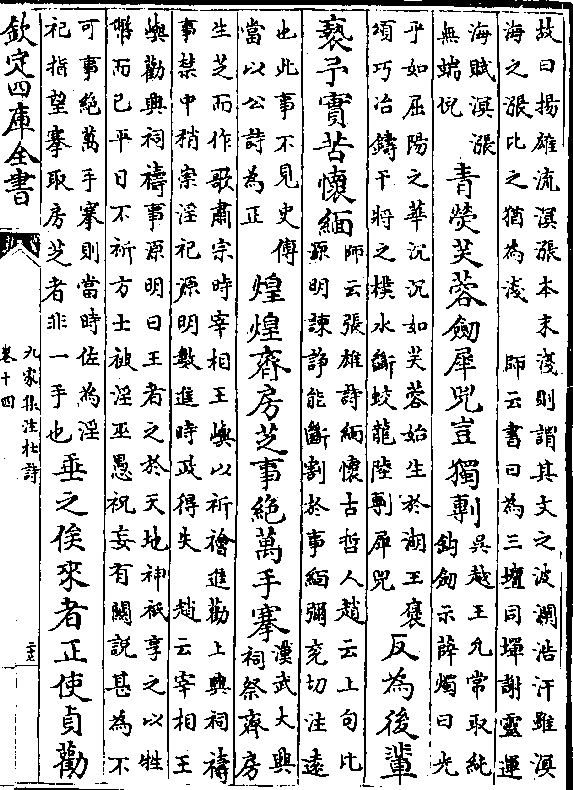 故曰揚雄流溟漲本末淺則謂其文之波瀾浩汗雖溟
海之漲比之猶為淺　師云書曰為三壇同墠謝靈運
海賦溟漲
無端倪
青熒芙蓉劒犀兕豈獨剸
吳越王允常取純
鈎劒示薛燭曰光
乎如屈陽之華沉沉如芙蓉始生於湖王襃
頌巧冶鑄干將之樸水斷蛟龍陸剸犀兕
反為後輩
褻予實苦懷緬
師云張雄詩緬懷古哲人趙云上句比
源明諫諍能斷割於事緬彌兖切注遠
也此事不見史傳
當以公詩為正
煌煌齋房芝事絶萬手搴
漢武大興
祠祭齊房
生芝而作歌肅宗時宰相王嶼以祈禬進勸上興祠禱
事禁中稍崇淫祀源明數進時政得失　趙云宰相王
嶼勸興祠禱事源明曰王者之於天地神祇享之以牲
幣而已平日不祈方士被淫巫愚祝妄有關說甚為不
可事絶萬手搴則當時佐為淫
祀指望搴取房芝者非一手也
垂之俟來者正使貞勸
欽定四庫全書
九家集注杜詩
卷十四